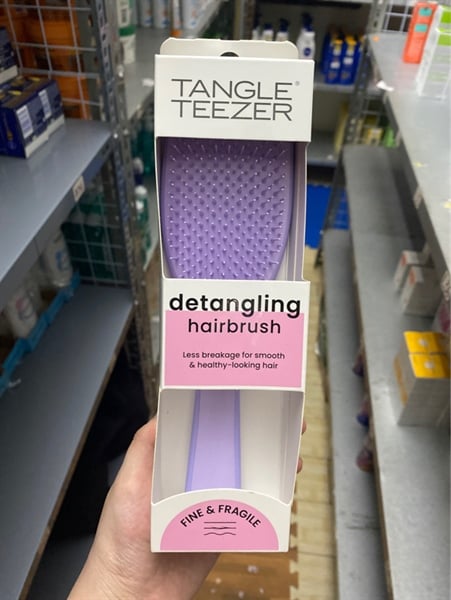 TANGLE
TEEZER®
detangling
hairbrush
Less breakage for smooth
& healthy-looking hair
FINE & FRAGILE